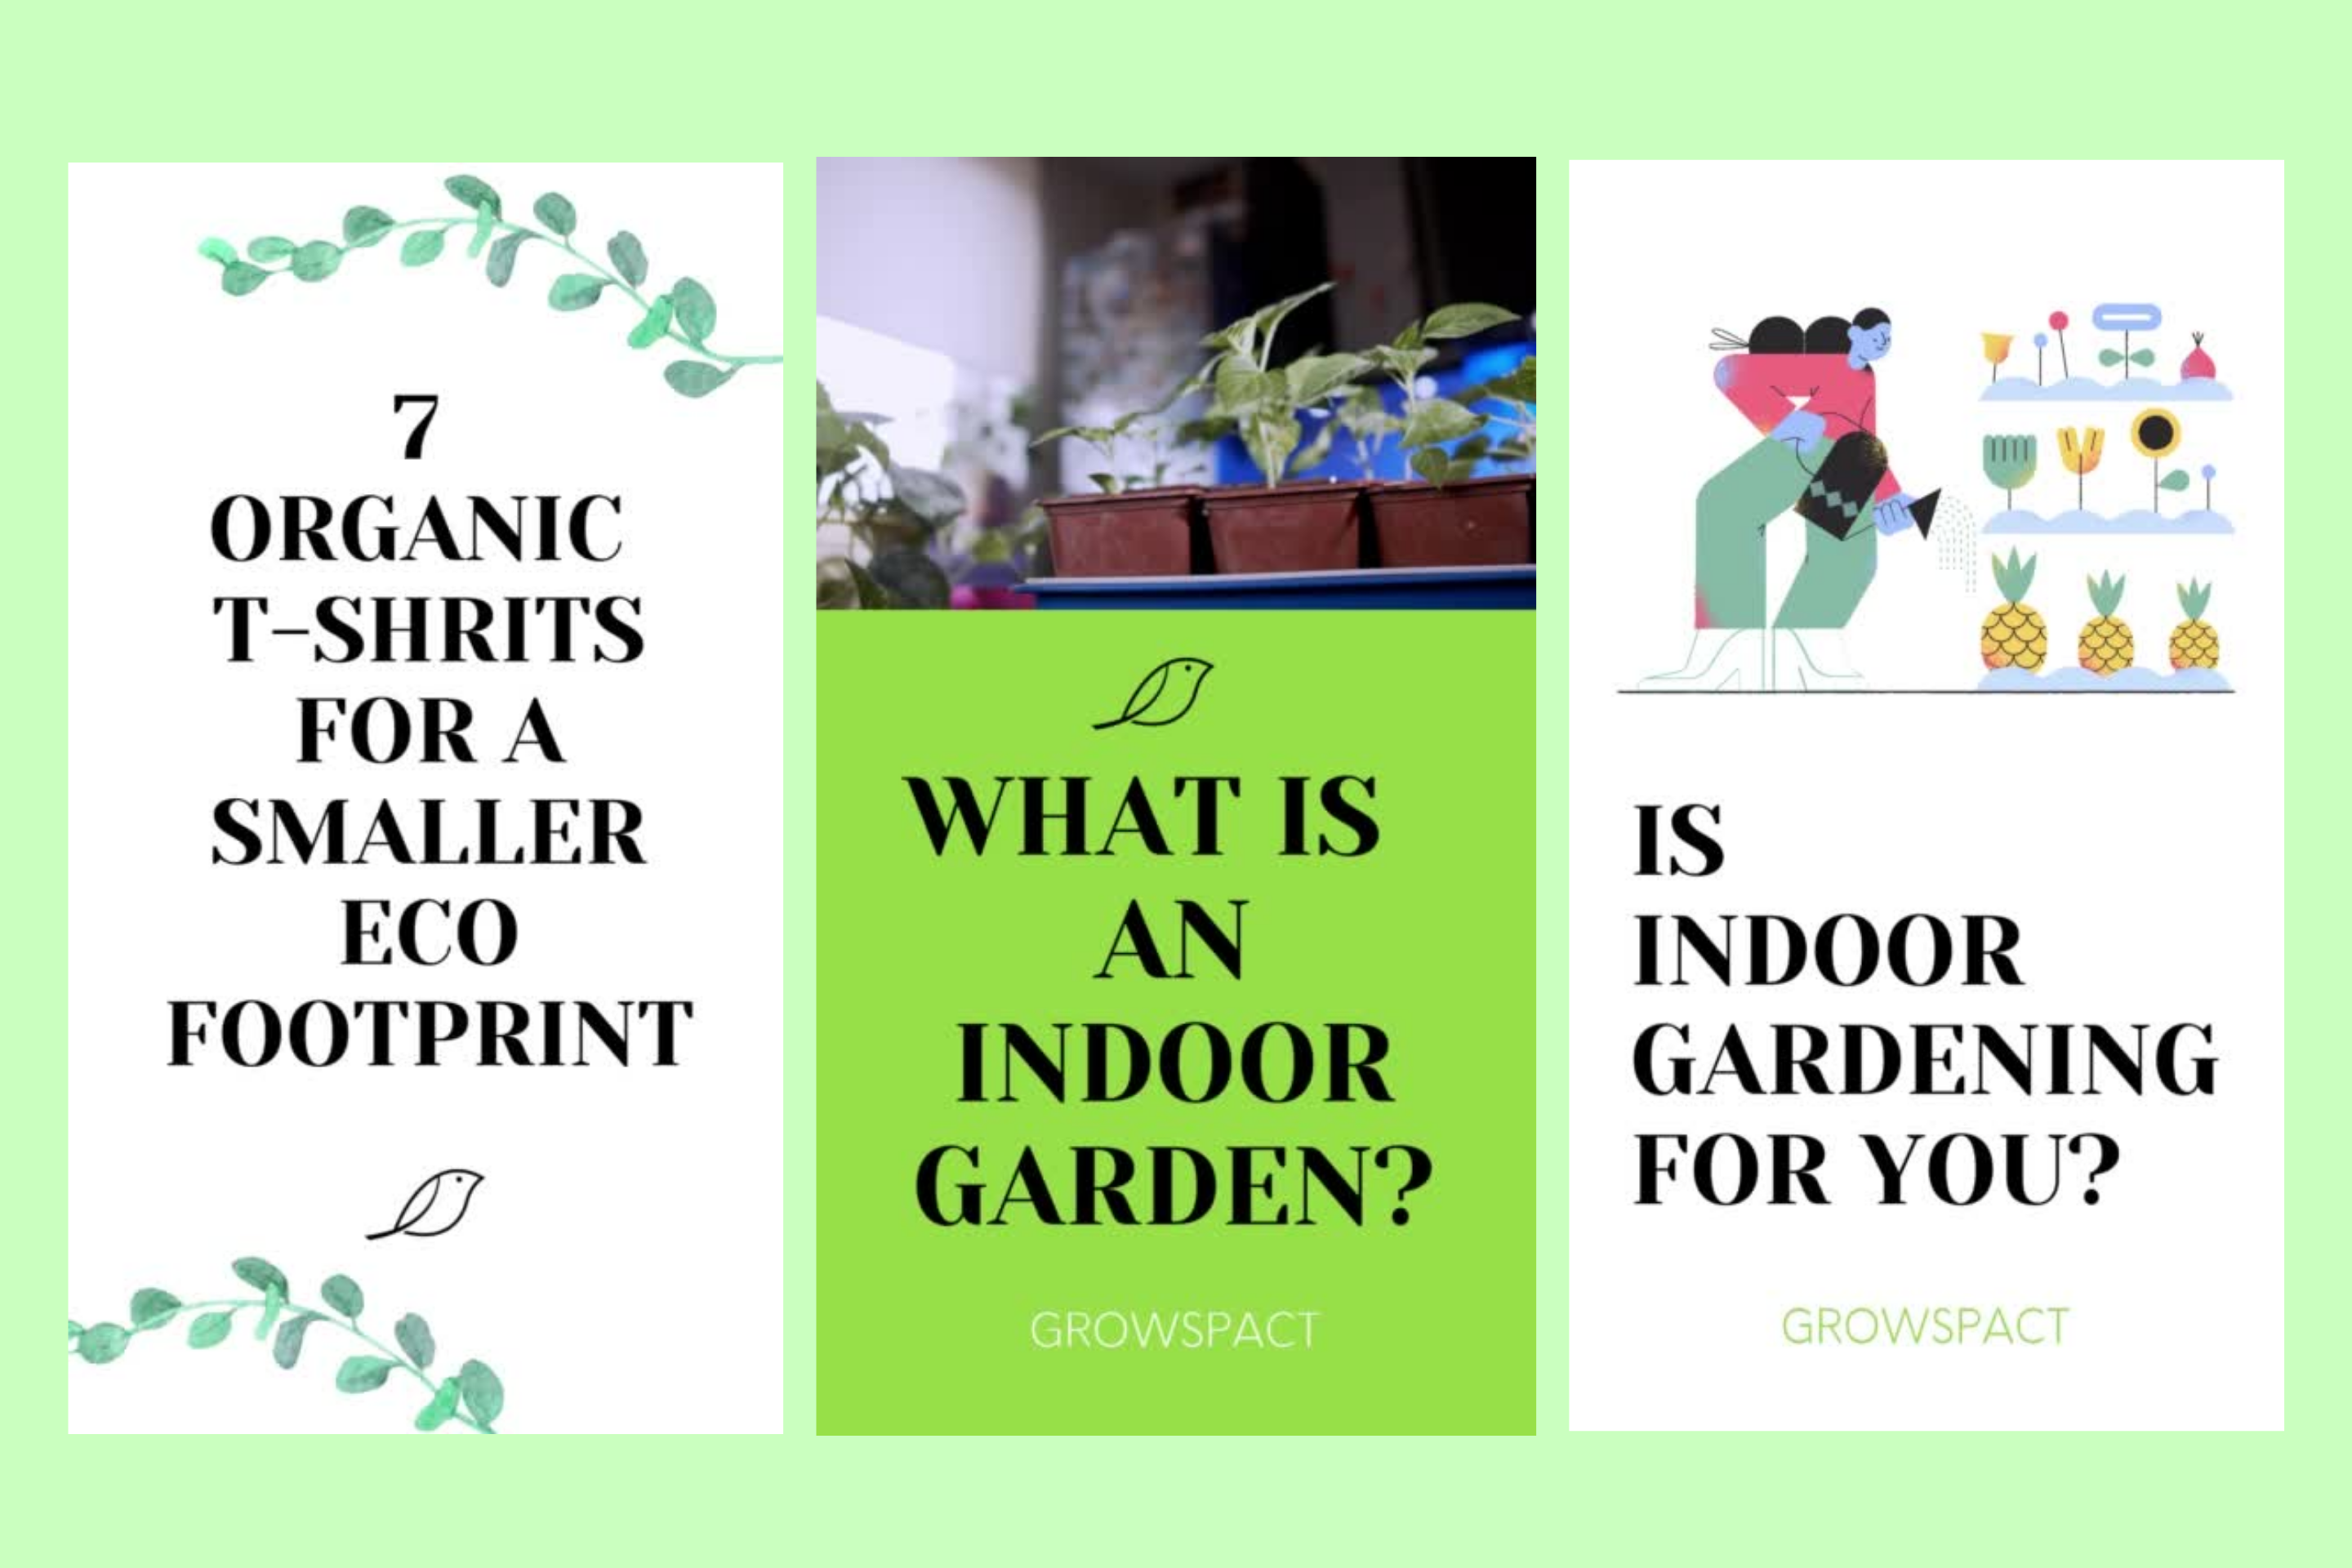 7
ORGANIC
T-SHRITS
FOR A
SMALLER
ECO
FOOTPRINT
WHAT IS
AN
INDOOR
GARDEN?
GROWSPACT
IS
INDOOR
GARDENING
FOR YOU?
GROWSPACT